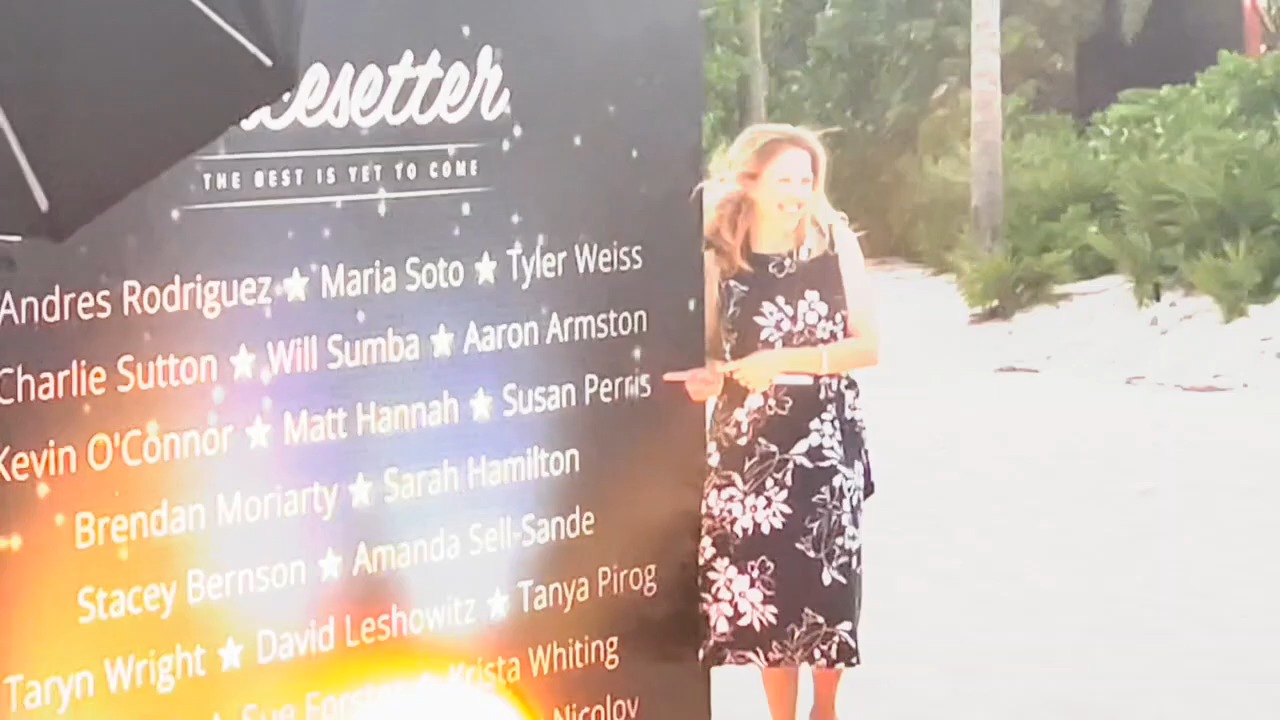 THE BEST IS YET TO COME
Andres Rodriguez ★ Maria Soto ★ Tyler Weiss
Charlie Sutton ★ Will Sumba ★ Aaron Armston
Kevin O'Connor ★ Matt Hannah ★ Susan Perris
Brendan Moriarty ★ Sarah Hamilton
Stacey Bernson ★ Amanda Sell-Sande
Taryn Wright ★ David Leshowitz ★ Tanya Pirog
★ Sue Krista Whiting
Nicolov